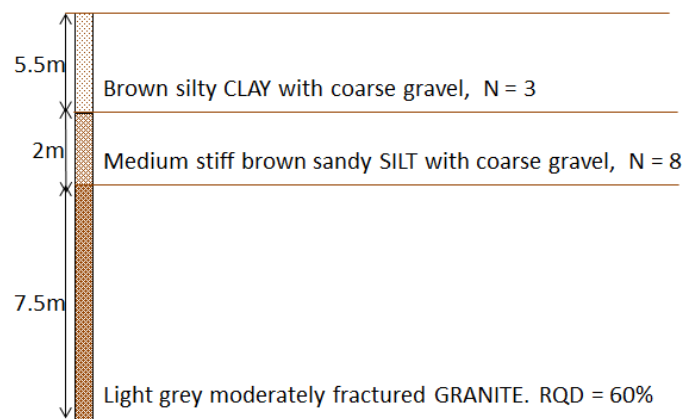 5.5m
Brown silty CLAY with coarse gravel, N = 3
2m
Medium stiff brown sandy SILT with coarse gravel, N = 8
7.5m
Light grey moderately fractured GRANITE. RQD = 60%